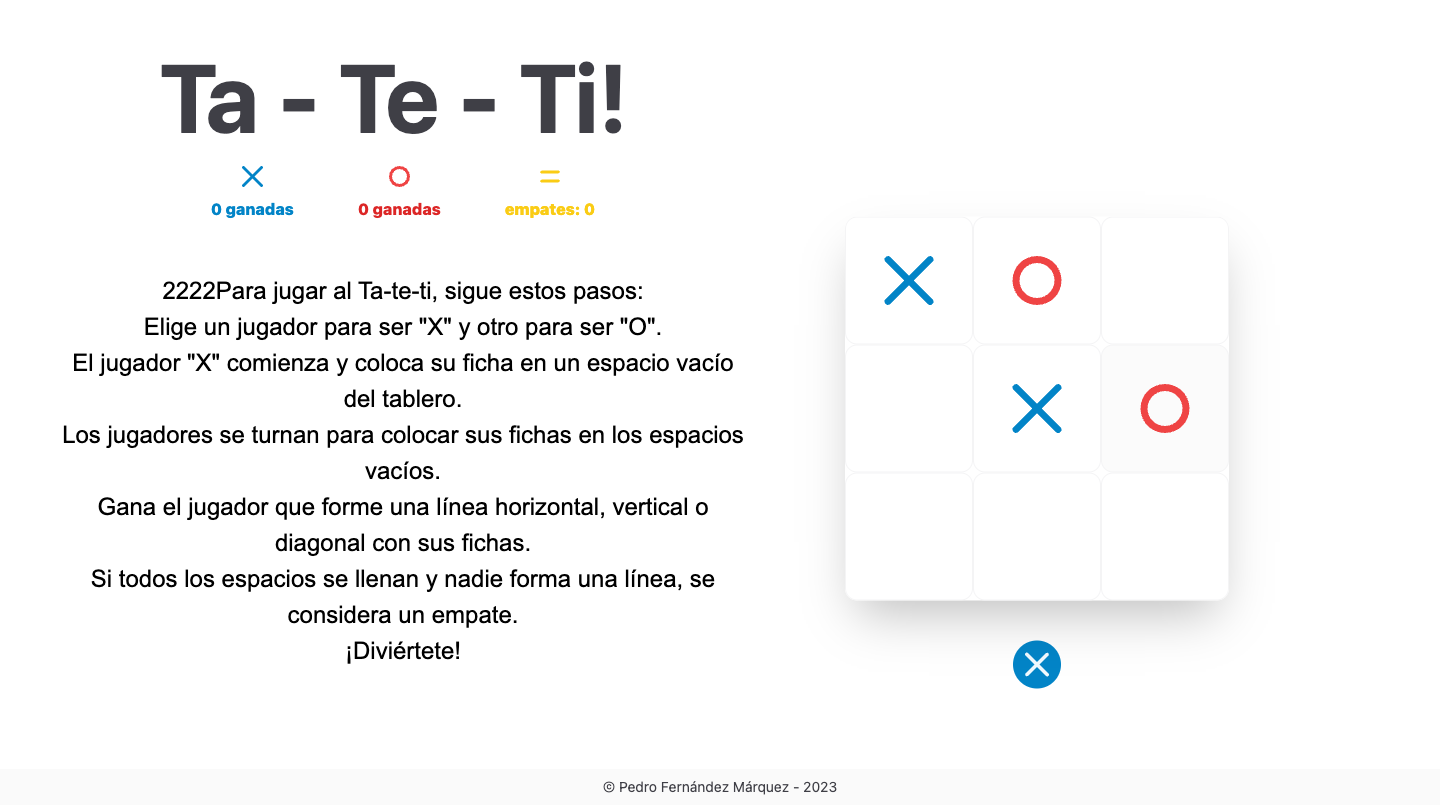 Ta - Te - Ti!
0 ganadas
0 ganadas
empates: 0
2222Para jugar al Ta-te-ti, sigue estos pasos:
Elige un jugador para ser "X" y otro para ser "O".
El jugador "X" comienza y coloca su ficha en un espacio vacío
del tablero.
Los jugadores se turnan para colocar sus fichas en los espacios
vacíos.
Gana el jugador que forme una línea horizontal, vertical o
diagonal con sus fichas.
Si todos los espacios se llenan y nadie forma una línea, se
considera un empate.
¡Diviértete!
© Pedro Fernández Márquez - 2023